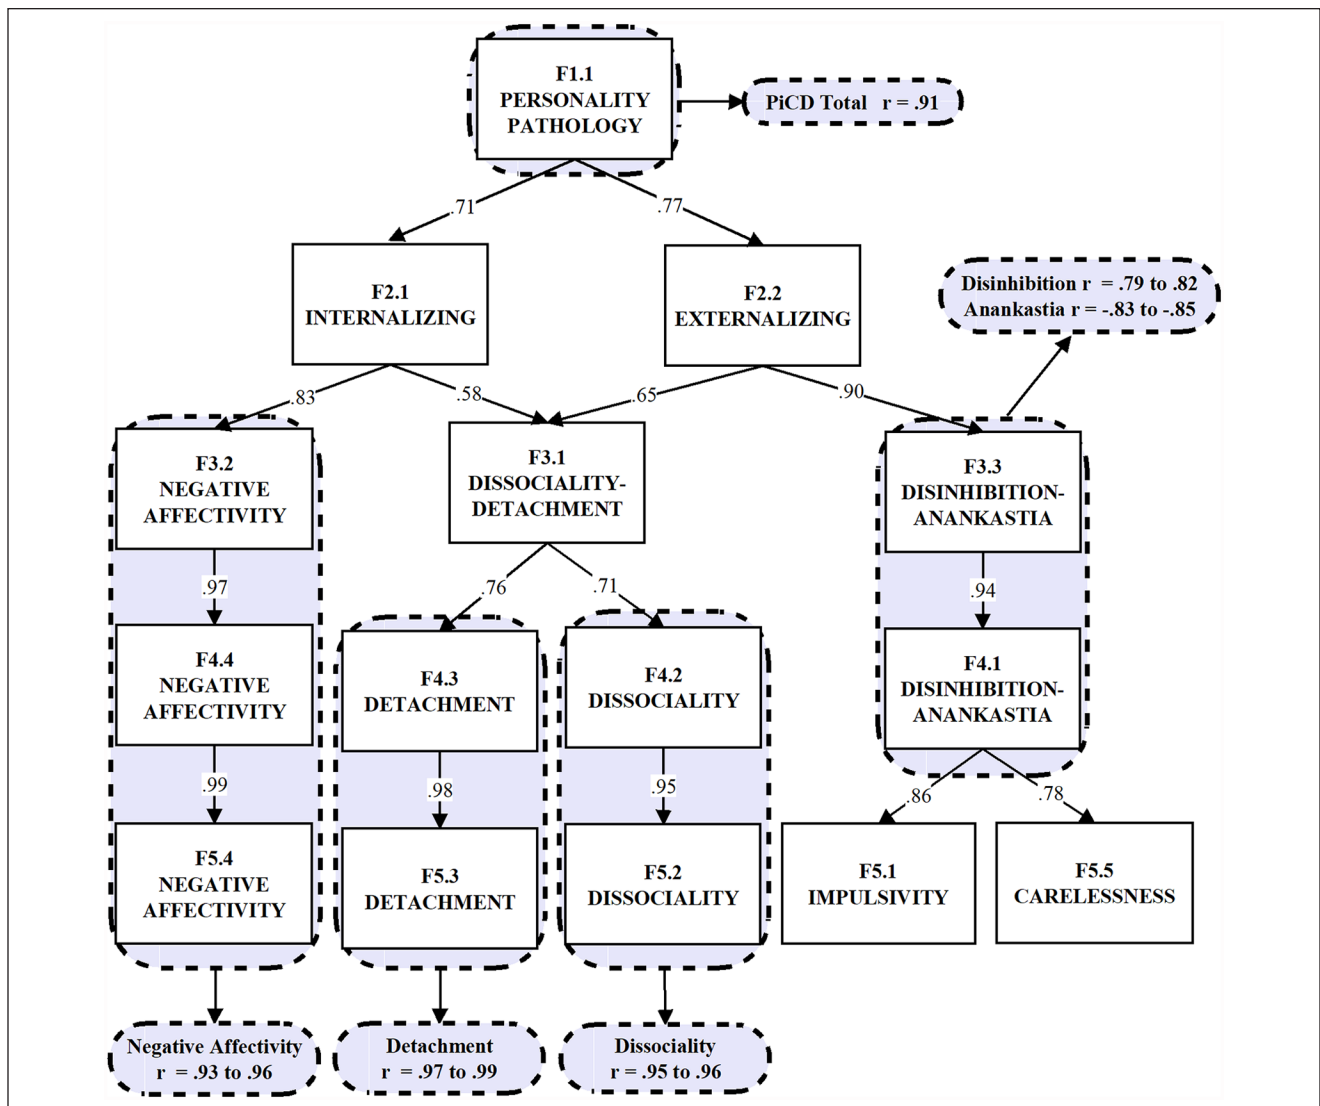 F1.1
PERSONALITY
PATHOLOGY
PiCD Total r = .91
.71
.77
F2.1
INTERNALIZING
F2.2
EXTERNALIZING
Disinhibition r = .79 to .82
Anankastia r = -.83 to -.85
.83
.58
.65
.90
F3.2
NEGATIVE
AFFECTIVITY
F3.1
DISSOCIALITY-
DETACHMENT
F3.3
DISINHIBITION-
ANANKASTIA
.97
.76
.71
.94
F4.4
NEGATIVE
AFFECTIVITY
F4.3
DETACHMENT
F4.2
DISSOCIALITY
F4.1
DISINHIBITION-
ANANKASTIA
.99
.98
.95
.86
.78
F5.4
NEGATIVE
AFFECTIVITY
F5.3
DETACHMENT
F5.2
DISSOCIALITY
F5.1
IMPULSIVITY
F5.5
CARELESSNESS
Negative Affectivity
r = .93 to .96
Detachment
r = .97 to .99
Dissociality
r = .95 to .96